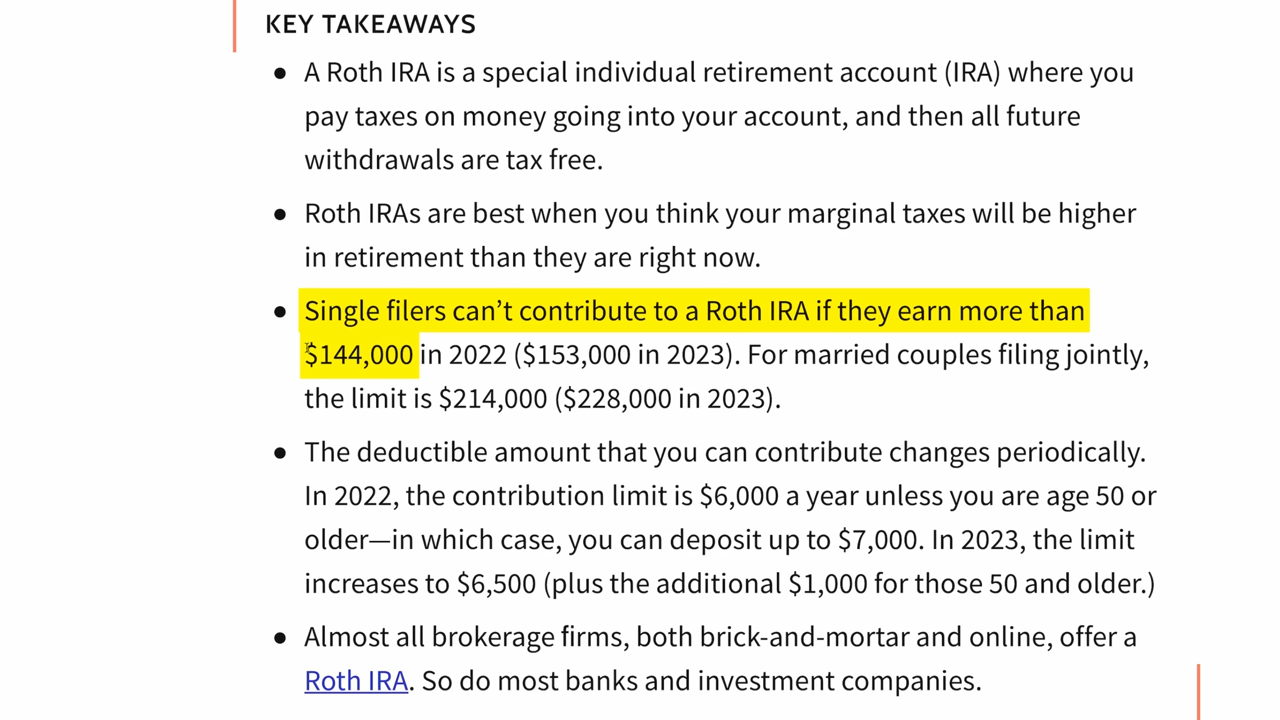 KEY TAKEAWAYS
● A Roth IRA is a special individual retirement account (IRA) where you
pay taxes on money going into your account, and then all future
withdrawals are tax free.
● Roth IRAs are best when you think your marginal taxes will be higher
in retirement than they are right now.
● Single filers can’t contribute to a Roth IRA if they earn more than
$144,000 in 2022 ($153,000 in 2023). For married couples filing jointly,
the limit is $214,000 ($228,000 in 2023).
● The deductible amount that you can contribute changes periodically.
In 2022, the contribution limit is $6,000 a year unless you are age 50 or
older—in which case, you can deposit up to $7,000. In 2023, the limit
increases to $6,500 (plus the additional $1,000 for those 50 and older.)
● Almost all brokerage firms, both brick-and-mortar and online, offer a
Roth IRA. So do most banks and investment companies.